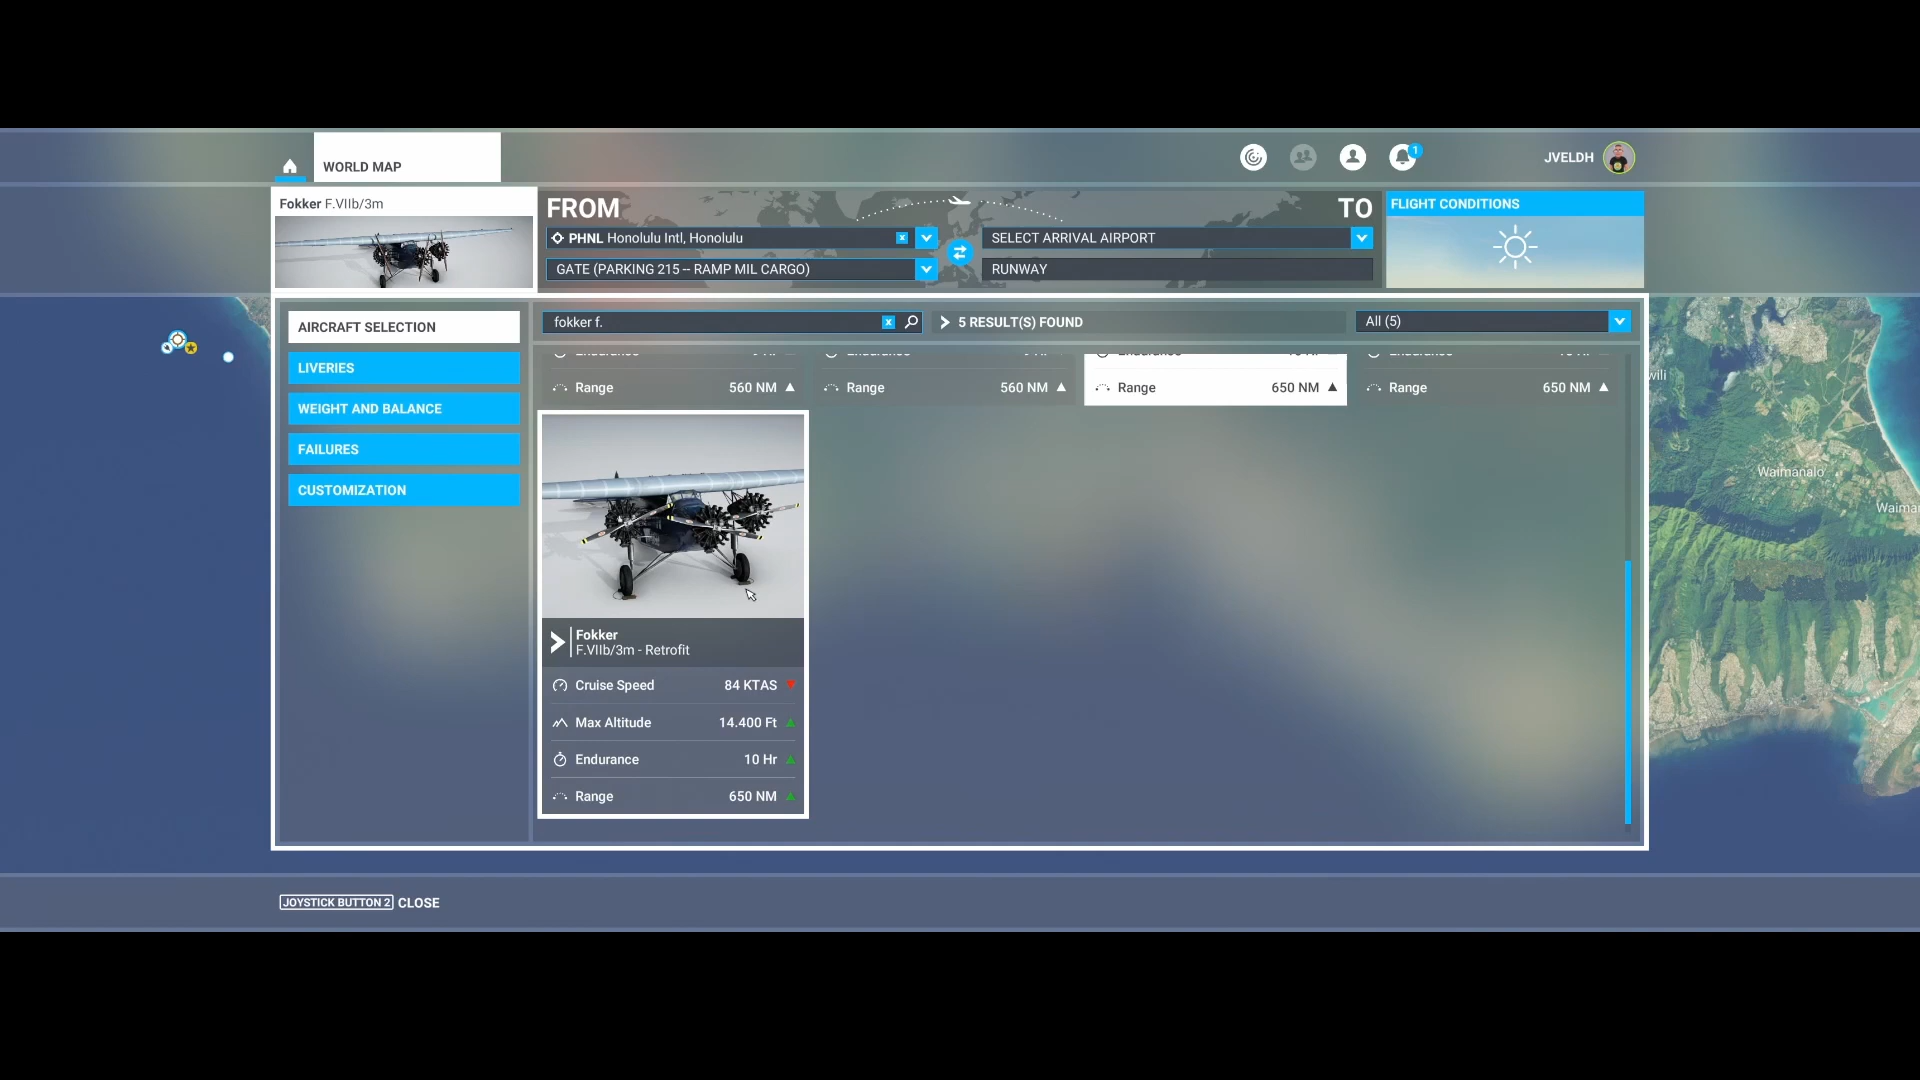 WORLD MAP
1
JVELDH
Fokker F.VIIb/3m
FROM
TO
FLIGHT CONDITIONS
PHNL Honolulu Intl, Honolulu
SELECT ARRIVAL AIRPORT
GATE (PARKING 215 -- RAMP MIL CARGO)
RUNWAY
AIRCRAFT SELECTION
LIVERIES
WEIGHT AND BALANCE
FAILURES
CUSTOMIZATION
fokker f.
5 RESULT(S) FOUND
All (5)
Range 560 NM
Range 560 NM
Range 650 NM
Range 650 NM
Fokker
F.VIIb/3m - Retrofit
Cruise Speed 84 KTAS
Max Altitude 14.400 Ft
Endurance 10 Hr
Range 650 NM
Waimānalo
JOYSTICK BUTTON 2 CLOSE